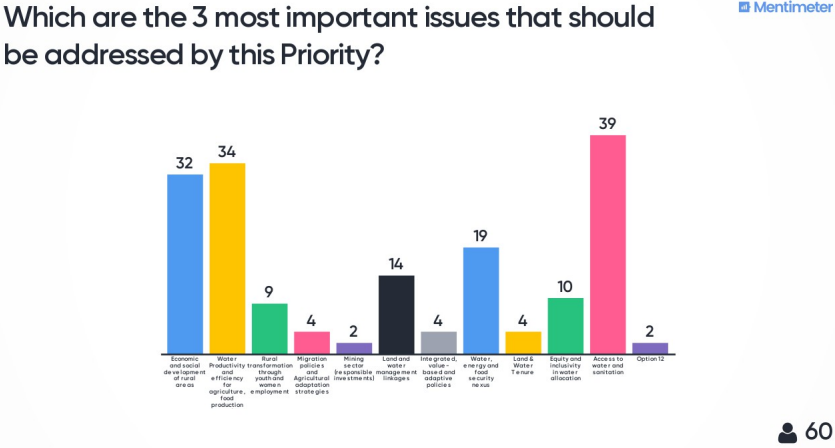 Which are the 3 most important issues that should
be addressed by this Priority?
Mentimeter
32
34
9
4
2
14
4
19
4
10
39
2
Economic
and social
development
of rural
areas
Water
Productivity
and
efficiency
for
agriculture,
food
production
Rural
transformation
through
youth and
women
employment
Migration
policies
and
Agricultural
adaptation
strategies
Mining
sector
(responsible
investments)
Land and
water
management
linkages
Integrated,
value-
based and
adaptive
policies
Water,
energy and
food
security
nexus
Land &
Water
Tenure
Equity and
inclusivity
in water
allocation
Access to
water and
sanitation
Option 12
60